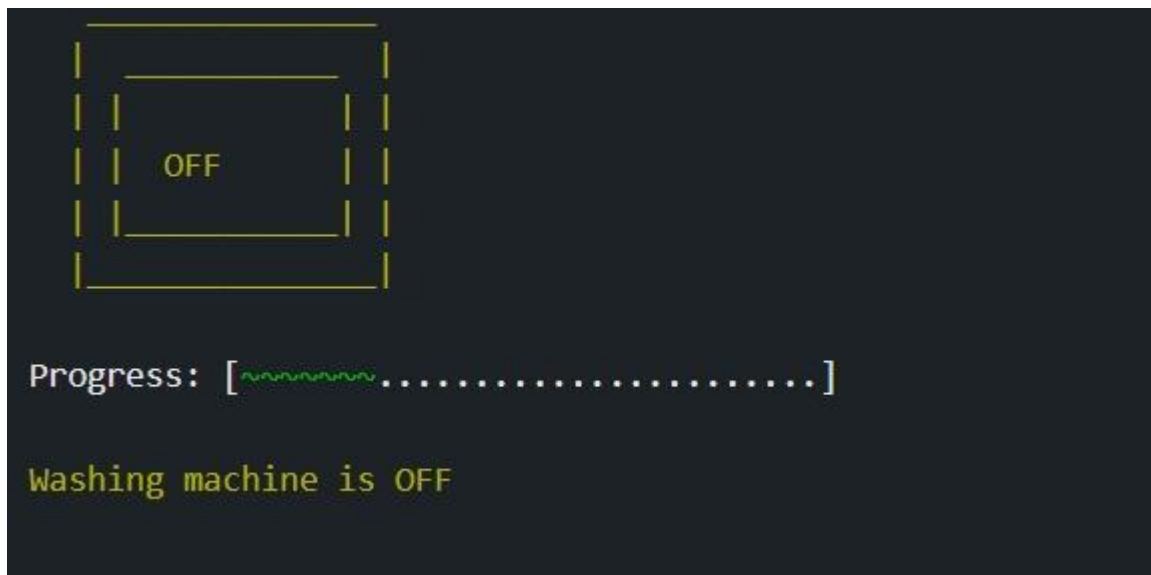 OFF
Progress: [~~~~~~~.......................]
Washing machine is OFF